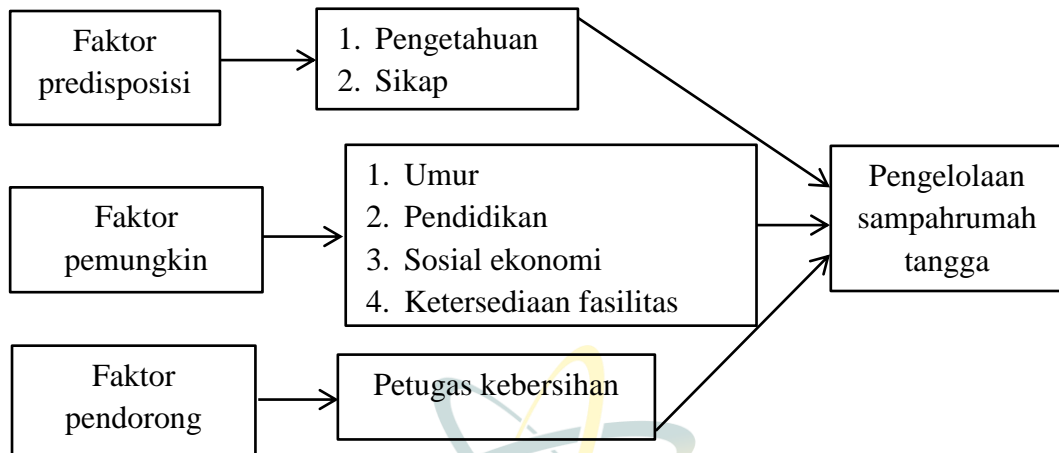 Faktor
predisposisi
1. Pengetahuan
2. Sikap
Faktor
pemungkin
1. Umur
2. Pendidikan
3. Sosial ekonomi
4. Ketersediaan fasilitas
Faktor
pendorong
Petugas kebersihan
Pengelolaan
sampahrumah
tangga